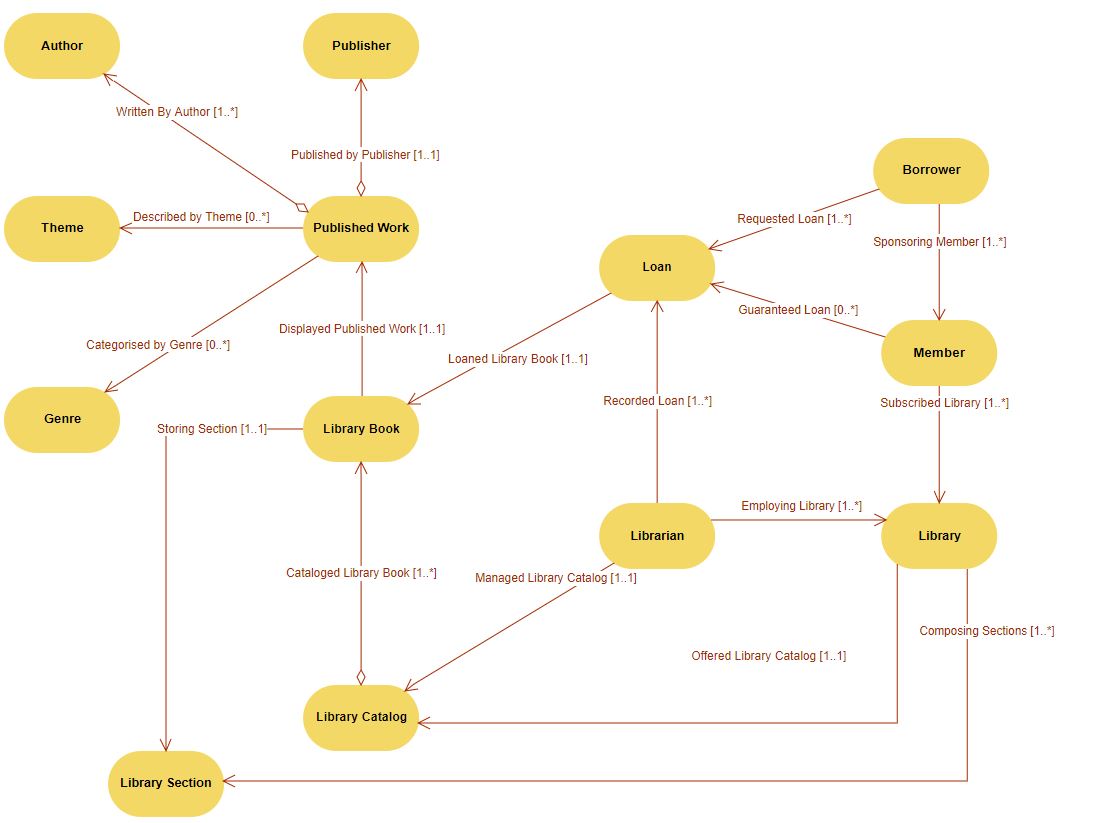 Author
Publisher
Written By Author [1..*]
Published by Publisher [1..1]
Borrower
Theme
Described by Theme [0..*]
Published Work
Requested Loan [1..*]
Sponsoring Member [1..*]
Loan
Guaranteed Loan [0..*]
Displayed Published Work [1..1]
Categorised by Genre [0..*]
Loaned Library Book [1..1]
Member
Recorded Loan [1..*]
Subscribed Library [1..*]
Genre
Storing Section [1..1]
Library Book
Employing Library [1..*]
Librarian
Library
Cataloged Library Book [1..*]
Managed Library Catalog [1..1]
Composing Sections [1..*]
Offered Library Catalog [1..1]
Library Catalog
Library Section